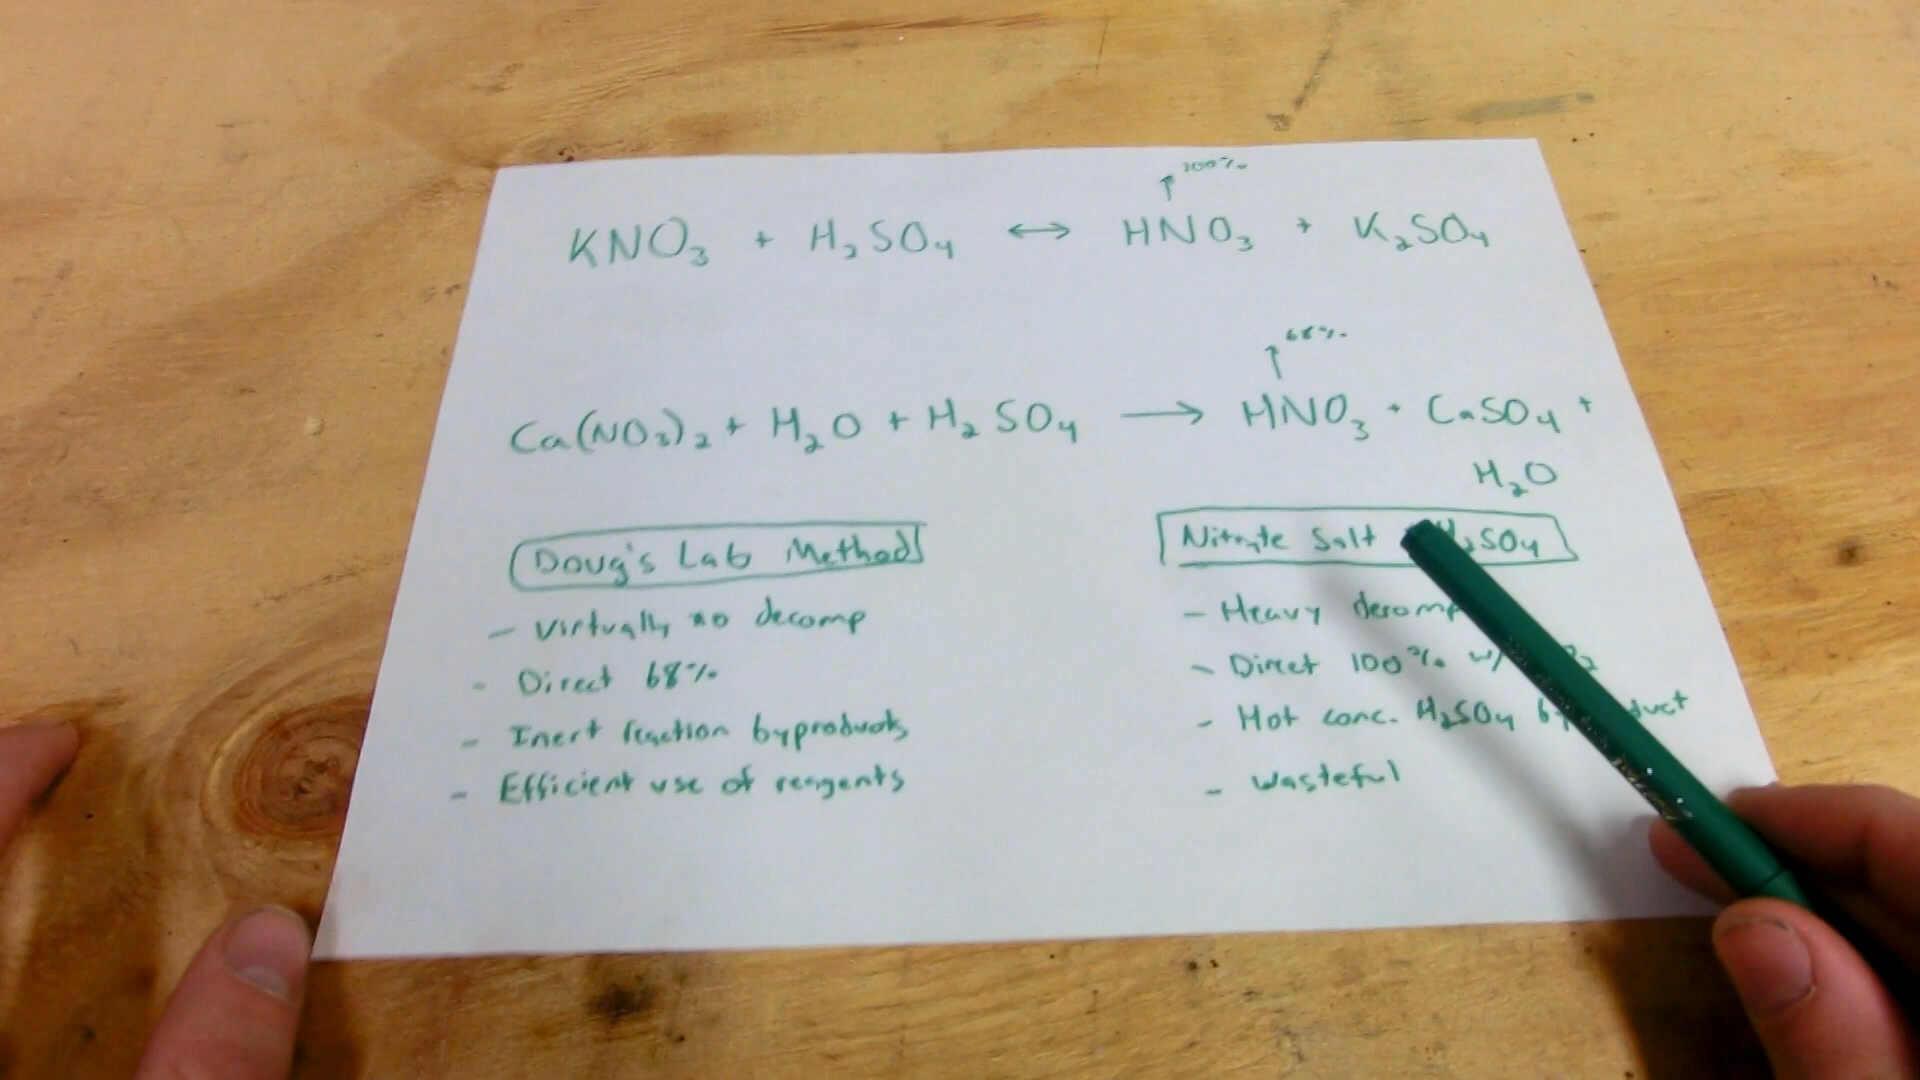 100%
KNO₃ + H₂SO₄ ↔ HNO₃ + K₂SO₄
68%
Ca(NO₃)₂ + H₂O + H₂SO₄ → HNO₃ + CaSO₄ +
H₂O
Doug's Lab Method
- Virtually no decomp
- Direct 68%
- Inert reaction byproducts
- Efficient use of reagents
Nitrate Salt H₂SO₄
- Heavy decomp
- Direct 100% w/
- Hot conc. H₂SO₄
- Wasteful